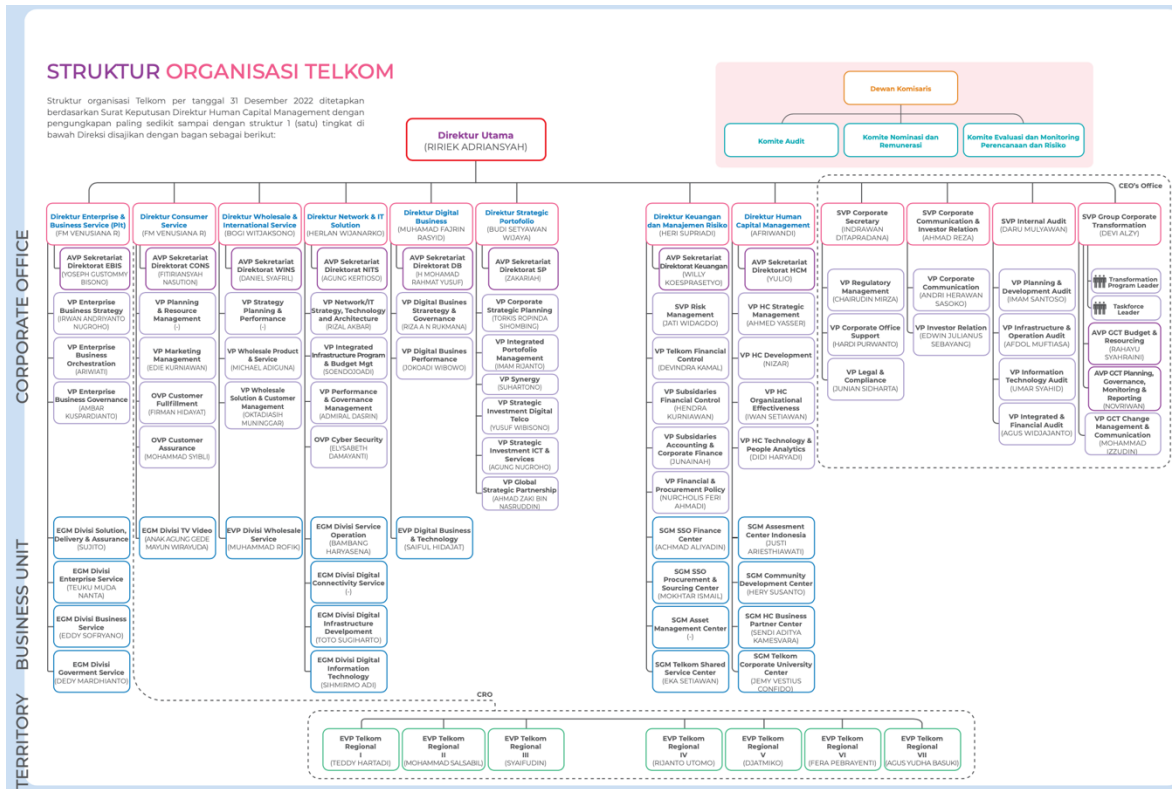 STRUKTUR ORGANISASI TELKOM
Struktur organisasi Telkom per tanggal 31 Desember 2022 ditetapkan
berdasarkan Surat Keputusan Direktur Human Capital Management dengan
pengungkapan paling sedikit sampai dengan struktur 1 (satu) tingkat di
bawah Direksi disajikan dengan bagan sebagai berikut:
Dewan Komisaris
Komite Audit
Komite Nominasi dan
Remunerasi
Komite Evaluasi dan Monitoring
Perencanaan dan Risiko
Direktur Utama
(RIRIEK ADRIANSYAH)
CEO's Office
CORPORATE OFFICE
Direktur Enterprise &
Business Service (Plt)
(FM VENUSIANA R)
AVP Sekretariat
Direktorat EBIS
(YOSEPH GUSTOMMY
BISONO)
VP Enterprise
Business Strategy
(IRWAN ANDRIYANTO
NUGROHO)
VP Enterprise
Business
Orchestration
(ARIWIATI)
VP Enterprise
Business Governance
(AMBAR
KUSPARDIANTO)
Direktur Consumer
Service
(FM VENUSIANA R)
AVP Sekretariat
Direktorat CONS
(FITIRIANSYAH
NASUTION)
VP Planning
& Resource
Management
(-)
VP Marketing
Management
(EDIE KURNIAWAN)
OVP Customer
Fullfillment
(FIRMAN HIDAYAT)
OVP Customer
Assurance
(MOHAMMAD SYIBLI)
Direktur Wholesale &
International Service
(BOGI WITJAKSONO)
AVP Sekretariat
Direktorat WINS
(DANIEL SYAFRIL)
VP Strategy
Planning &
Performance
(-)
VP Wholesale Product
& Service
(MICHAEL ADIGUNA)
VP Wholesale
Solution & Customer
Management
(OKTADIASIH
MUNINGGAR)
Direktur Network & IT
Solution
(HERLAN WIJANARKO)
AVP Sekretariat
Direktorat NITS
(AGUNG KERTIOSO)
VP Network/IT
Strategy, Technology
and Architecture
(RIZAL AKBAR)
VP Integrated
Infrastructure Program
& Budget Mgt
(SOENDOJOADI)
VP Performance
& Governance
Management
(ADMIRAL DASRIN)
OVP Cyber Security
(ELYSABETH
DAMAYANTI)
Direktur Digital
Business
(MUHAMAD FAJRIN
RASYID)
AVP Sekretariat
Direktorat DB
(H MOHAMAD
RAHMAT YUSUF)
VP Digital Busines
Staretegy &
Governance
(RIZA A N RUKMANA)
VP Digital Busines
Performance
(JOKOADI WIBOWO)
Direktur Strategic
Portofolio
(BUDI SETYAWAN
WIJAYA)
AVP Sekretariat
Direktorat SP
(ZAKARIAH)
VP Corporate
Strategic Planning
(TORKIS ROPINDA
SIHOMBING)
VP Integrated
Portofolio
Management
(IMAM RIJANTO)
VP Synergy
(SUHARTONO)
VP Strategic
Investment Digital
Telco
(YUSUF WIBISONO)
VP Strategic
Investment ICT &
Services
(AGUNG NUGROHO)
VP Global
Strategic Partnership
(AHMAD ZAKI BIN
NASRUDDIN)
Direktur Keuangan
dan Manajemen Risiko
(HERI SUPRIADI)
AVP Sekretariat
Direktorat Keuangan
(WILLY
KOESPRASETYO)
SVP Risk
Management
(JATI WIDAGDO)
VP Telkom Financial
Control
(DEVINDRA KAMAL)
VP Subsidaries
Financial Control
(HENDRA
KURNIAWAN)
VP Subsidaries
Accounting &
Corporate Finance
(JUNAINAH)
VP Financial &
Procurement Policy
(NURCHOLIS FERI
AHMADI)
Direktur Human
Capital Management
(AFRIWANDI)
AVP Sekretariat
Direktorat HCM
(YULIO)
VP HC Strategic
Management
(AHMED YASSER)
VP HC Development
(NIZAR)
VP HC
Organizational
Effectiveness
(IWAN SETIAWAN)
VP HC Technology &
People Analytics
(DIDI HARYADI)
SVP Corporate
Secretary
(INDRAWAN
DITAPRADANA)
VP Regulatory
Management
(CHAIRUDIN MIRZA)
VP Corporate Office
Support
(HARDI PURWANTO)
VP Legal &
Compliance
(JUNIAN SIDHARTA)
SVP Corporate
Communication &
Investor Relation
(AHMAD REZA)
VP Corporate
Communication
(ANDRI HERAWAN
SASOKO)
VP Investor Relation
(EDWIN JULIANUS
SEBAYANG)
SVP Internal Audit
(DARU MULYAWAN)
VP Planning &
Development Audit
(IMAM SANTOSO)
VP Infrastructure &
Operation Audit
(AFDOL MUFTIASA)
VP Information
Technology Audit
(UMAR SYAHID)
VP Integrated &
Financial Audit
(AGUS WIDJAJANTO)
SVP Group Corporate
Transformation
(DEVI ALZY)
Transformation
Program Leader
Taskforce
Leader
AVP GCT Budget &
Resourcing
(RAHAYU
SYAHRAINI)
AVP GCT Planning,
Governance,
Monitoring &
Reporting
(NOVRIWAN)
VP GCT Change
Management &
Communication
(MOHAMMAD
IZZUDIN)
BUSINESS UNIT
EGM Divisi Solution,
Delivery & Assurance
(SUJITO)
EGM Divisi
Enterprise Service
(TEUKU MUDA
NANTA)
EGM Divisi Business
Service
(EDDY SOFRYANO)
EGM Divisi
Goverment Service
(DEDY MARDHIANTO)
EGM Divisi TV Video
(ANAK AGUNG GEDE
MAYUN WIRAYUDA)
EVP Divisi Wholesale
Service
(MUHAMMAD ROFIK)
EGM Divisi Service
Operation
(BAMBANG
HARYASENA)
EGM Divisi Digital
Connectivity Service
(-)
EGM Divisi Digital
Infrastructure
Develpoment
(TOTO SUGIHARTO)
EGM Divisi Digital
Information
Technology
(SIHMIRMO ADI)
EVP Digital Business
& Technology
(SAIFUL HIDAJAT)
SGM SSO Finance
Center
(ACHMAD ALIYADIN)
SGM SSO
Procurement &
Sourcing Center
(MOKHTAR ISMAIL)
SGM Asset
Management Center
(-)
SGM Telkom Shared
Service Center
(EKA SETIAWAN)
SGM Assesment
Center Indonesia
(JUSTI
ARIESTHIAWATI)
SGM Community
Development Center
(HERY SUSANTO)
SGM HC Business
Partner Center
(SENDI ADITYA
KAMESVARA)
SGM Telkom
Corporate University
Center
(JEMY VESTIUS
CONFIDO)
TERRITORY
CRO
EVP Telkom
Regional
I
(TEDDY HARTADI)
EVP Telkom
Regional
II
(MOHAMMAD SALSABIL)
EVP Telkom
Regional
III
(SYAIFUDIN)
EVP Telkom
Regional
IV
(RIJANTO UTOMO)
EVP Telkom
Regional
V
(DJATMIKO)
EVP Telkom
Regional
VI
(FERA PEBRAYENTI)
EVP Telkom
Regional
VII
(AGUS YUDHA BASUKI)